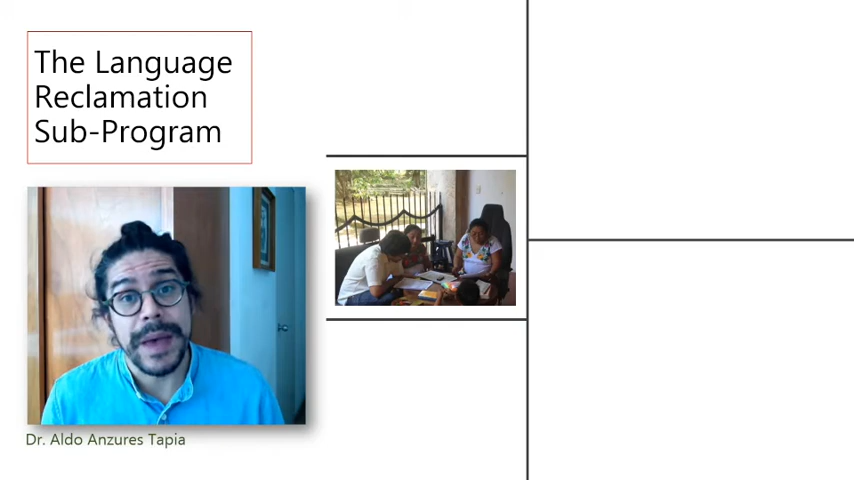 The Language
Reclamation
Sub-Program
Dr. Aldo Anzures Tapia